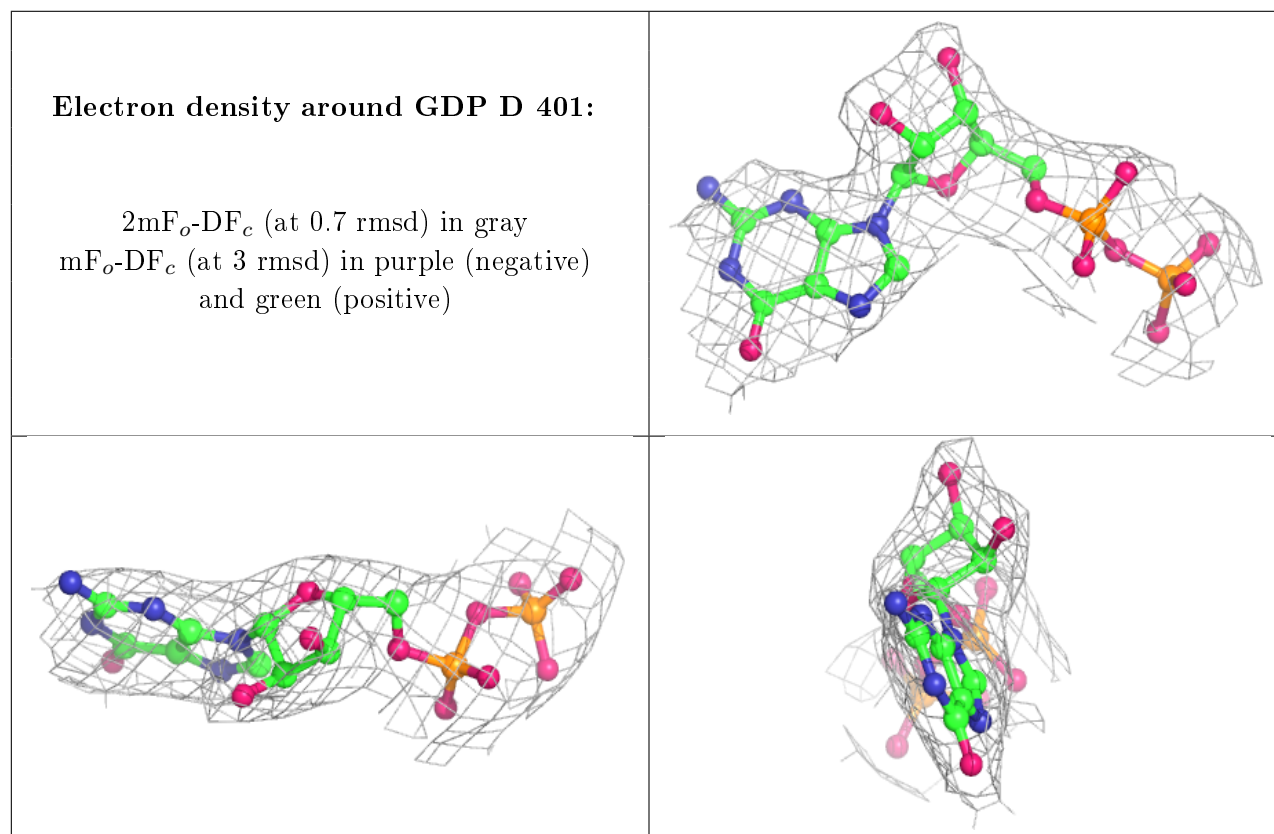 Electron density around GDP D 401:
2mFₒ-DF𝒸 (at 0.7 rmsd) in gray
mFₒ-DF𝒸 (at 3 rmsd) in purple (negative)
and green (positive)